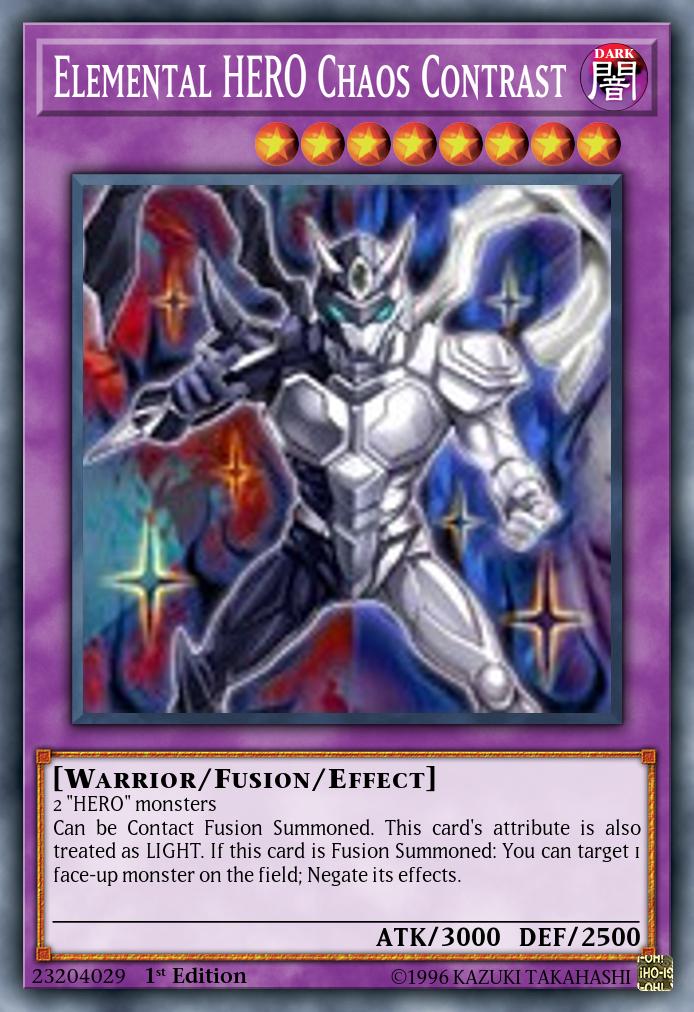 Elemental HERO Chaos Contrast
DARK
闇
[Warrior/Fusion/Effect]
2 "HERO" monsters
Can be Contact Fusion Summoned. This card's attribute is also
treated as LIGHT. If this card is Fusion Summoned: You can target 1
face-up monster on the field; Negate its effects.
ATK/3000 DEF/2500
23204029 1st Edition ©1996 KAZUKI TAKAHASHI